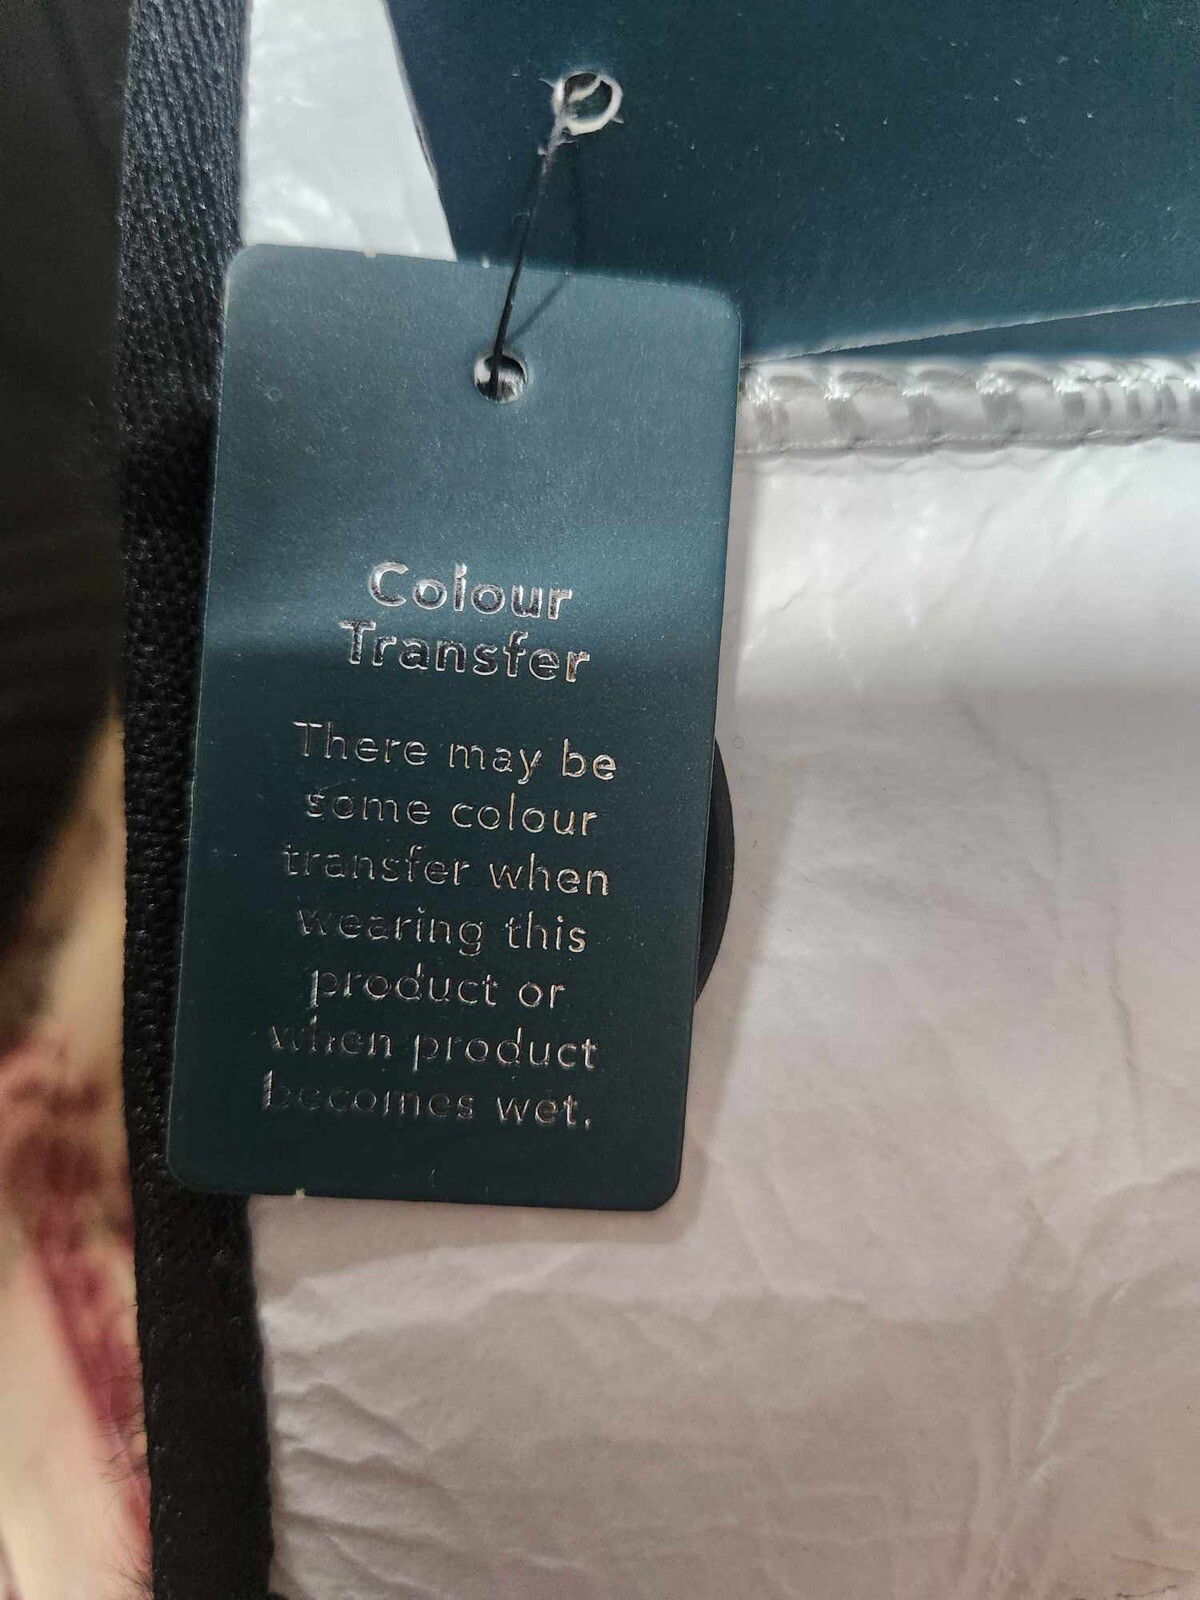 Colour
Transfer
There may be
some colour
transfer when
wearing this
product or
when product
becomes wet.